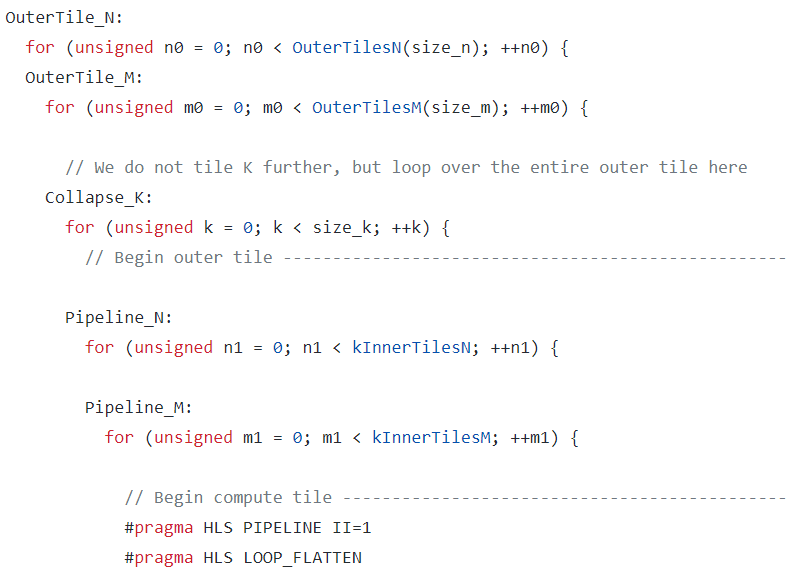 OuterTile_N:
for (unsigned n0 = 0; n0 < OuterTilesN(size_n); ++n0) {
OuterTile_M:
for (unsigned m0 = 0; m0 < OuterTilesM(size_m); ++m0) {
// We do not tile K further, but loop over the entire outer tile here
Collapse_K:
for (unsigned k = 0; k < size_k; ++k) {
// Begin outer tile ---------------------------------------------------
Pipeline_N:
for (unsigned n1 = 0; n1 < kInnerTilesN; ++n1) {
Pipeline_M:
for (unsigned m1 = 0; m1 < kInnerTilesM; ++m1) {
// Begin compute tile ---------------------------------------------
#pragma HLS PIPELINE II=1
#pragma HLS LOOP_FLATTEN